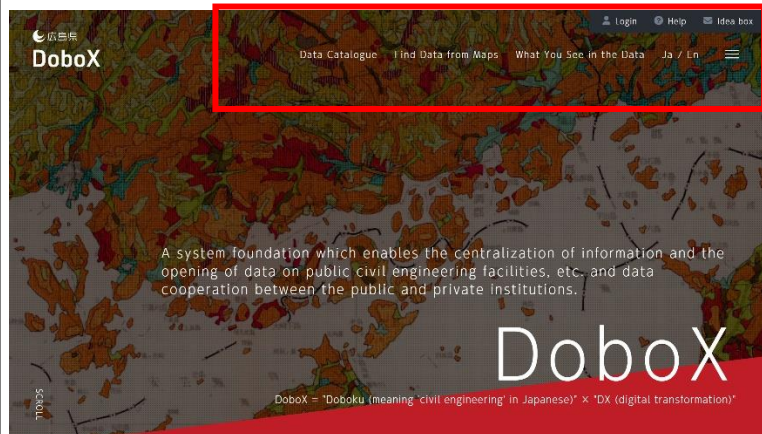 Login Help Idea box
広島県
DoboX
Data Catalogue Find Data from Maps What You See in the Data Ja / En
A system foundation which enables the centralization of information and the
opening of data on public civil engineering facilities, etc. and data
cooperation between the public and private institutions.
DoboX
SCROLL
DoboX = "Doboku (meaning 'civil engineering' in Japanese)" × "DX (digital transformation)"